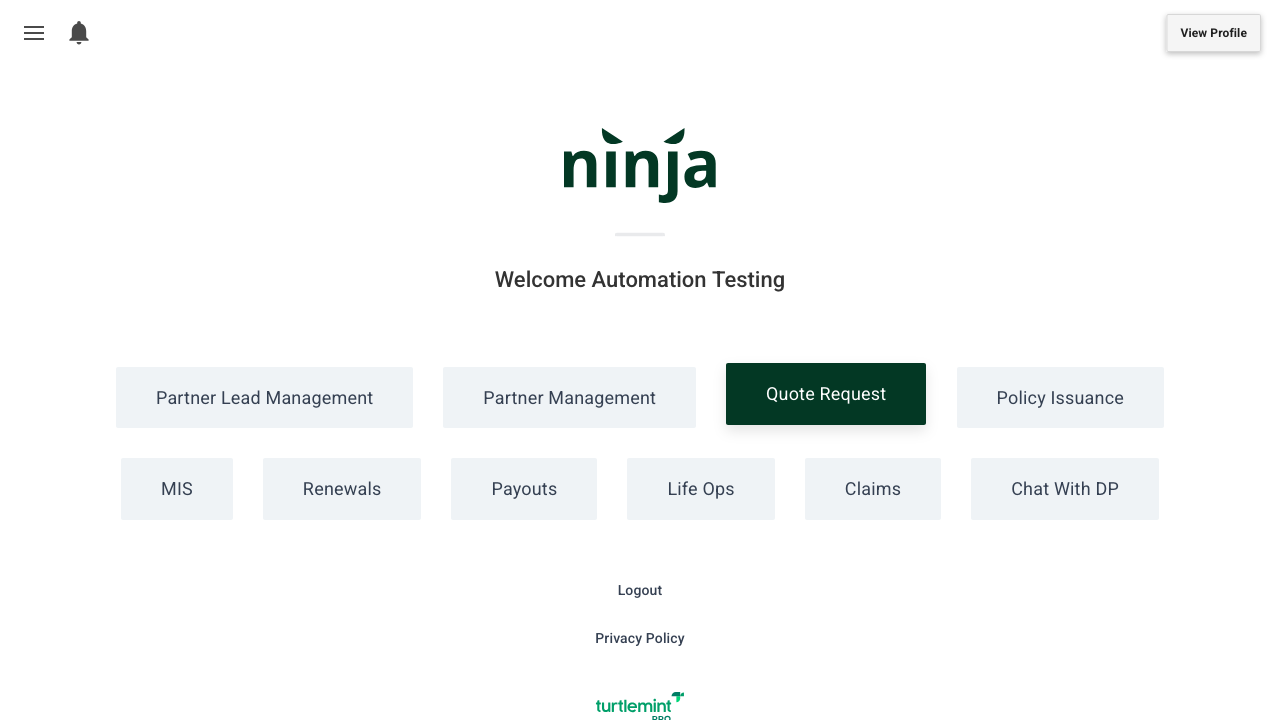 View Profile
ninja
Welcome Automation Testing
Partner Lead Management
Partner Management
Quote Request
Policy Issuance
MIS
Renewals
Payouts
Life Ops
Claims
Chat With DP
Logout
Privacy Policy
turtlemint
PRO